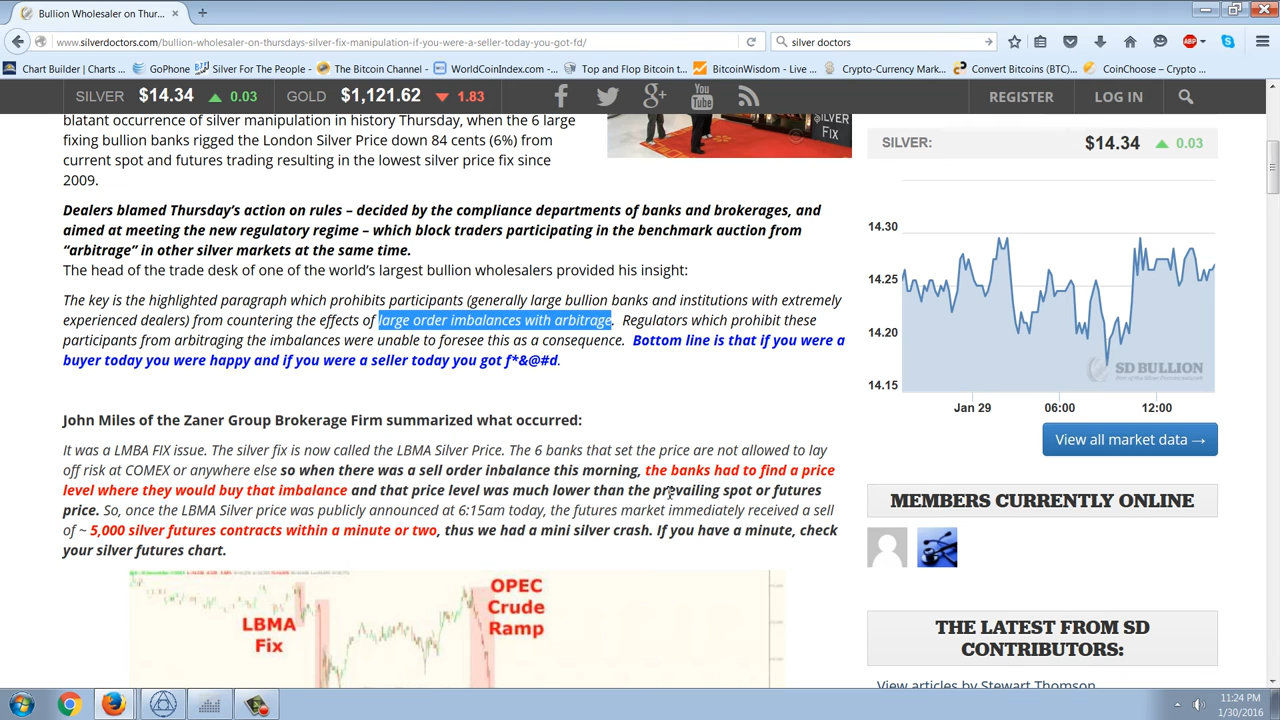 Bullion Wholesaler on Thur...
www.silverdoctors.com/bullion-wholesaler-on-thursdays-silver-fix-manipulation-if-you-were-a-seller-today-you-got-fd/
silver doctors
ABP
Chart Builder | Charts ...
GoPhone
Silver For The People - ...
The Bitcoin Channel - ...
WorldCoinIndex.com - ...
Top and Flop Bitcoin t...
BitcoinWisdom - Live ...
Crypto-Currency Mark...
Convert Bitcoins (BTC)...
CoinChoose – Crypto ...
SILVER $14.34 0.03 GOLD $1,121.62 1.83
You Tube
REGISTER LOG IN
blatant occurrence of silver manipulation in history Thursday, when the 6 large
fixing bullion banks rigged the London Silver Price down 84 cents (6%) from
current spot and futures trading resulting in the lowest silver price fix since
2009.
SILVER
FIX
Dealers blamed Thursday’s action on rules – decided by the compliance departments of banks and brokerages, and
aimed at meeting the new regulatory regime – which block traders participating in the benchmark auction from
“arbitrage” in other silver markets at the same time.
The head of the trade desk of one of the world’s largest bullion wholesalers provided his insight:
The key is the highlighted paragraph which prohibits participants (generally large bullion banks and institutions with extremely
experienced dealers) from countering the effects of large order imbalances with arbitrage. Regulators which prohibit these
participants from arbitraging the imbalances were unable to foresee this as a consequence. Bottom line is that if you were a
buyer today you were happy and if you were a seller today you got f*&@#d.
John Miles of the Zaner Group Brokerage Firm summarized what occurred:
It was a LMBA FIX issue. The silver fix is now called the LBMA Silver Price. The 6 banks that set the price are not allowed to lay
off risk at COMEX or anywhere else so when there was a sell order inbalance this morning, the banks had to find a price
level where they would buy that imbalance and that price level was much lower than the prevailing spot or futures
price. So, once the LBMA Silver price was publicly announced at 6:15am today, the futures market immediately received a sell
of ~ 5,000 silver futures contracts within a minute or two, thus we had a mini silver crash. If you have a minute, check
your silver futures chart.
LBMA
Fix
OPEC
Crude
Ramp
SILVER: $14.34 0.03
14.30
14.25
14.20
14.15
SD BULLION
Jan 29 06:00 12:00
View all market data →
MEMBERS CURRENTLY ONLINE
THE LATEST FROM SD
CONTRIBUTORS:
View articles by Stewart Thomson
11:24 PM
1/30/2016